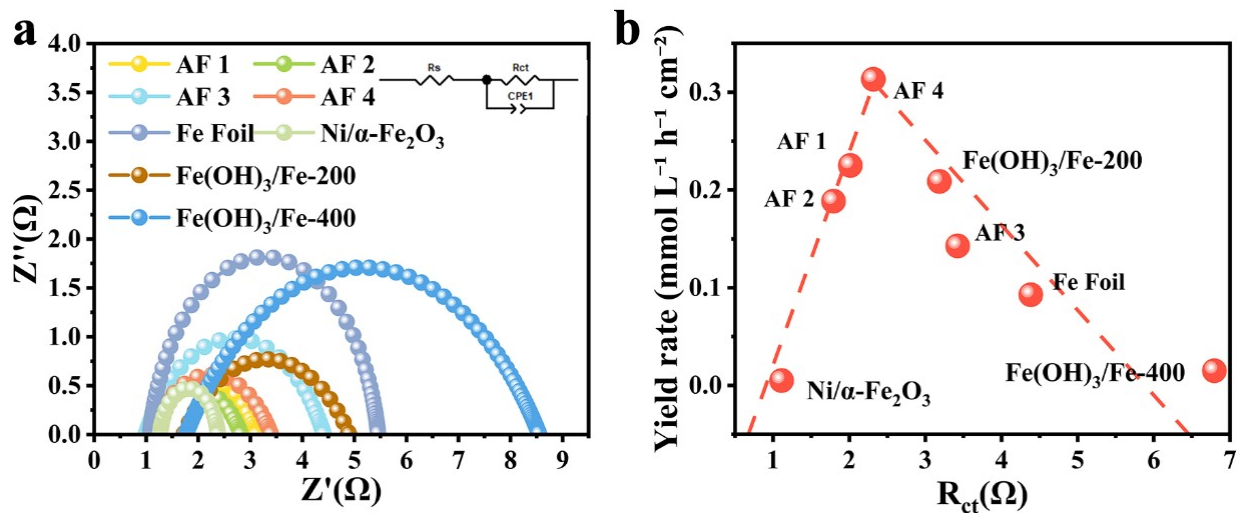 a
4.0
3.5
3.0
2.5
2.0
1.5
1.0
0.5
0.0
Z''(Ω)
AF 1
AF 2
AF 3
AF 4
Fe Foil
Ni/α-Fe₂O₃
Fe(OH)₃/Fe-200
Fe(OH)₃/Fe-400
Rs
Rct
CPE1
0 1 2 3 4 5 6 7 8 9
Z'(Ω)
b
Yield rate (mmol L⁻¹ h⁻¹ cm⁻²)
0.3
0.2
0.1
0.0
AF 4
AF 1
Fe(OH)₃/Fe-200
AF 2
AF 3
Fe Foil
Fe(OH)₃/Fe-400
Ni/α-Fe₂O₃
1 2 3 4 5 6 7
R_ct(Ω)